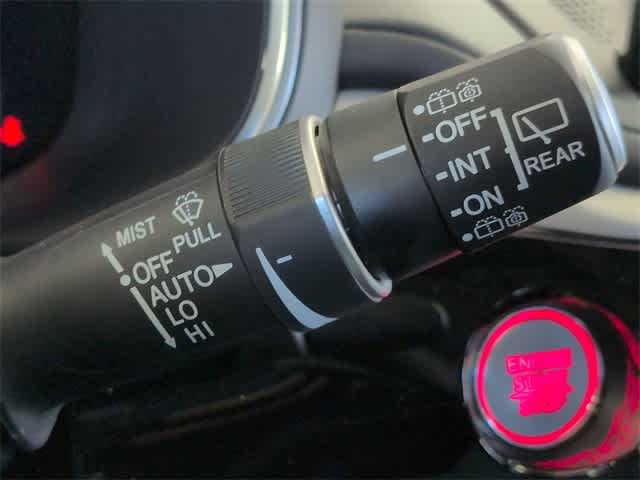 MIST
PULL
OFF
AUTO
LO
HI
OFF
INT
ON
REAR